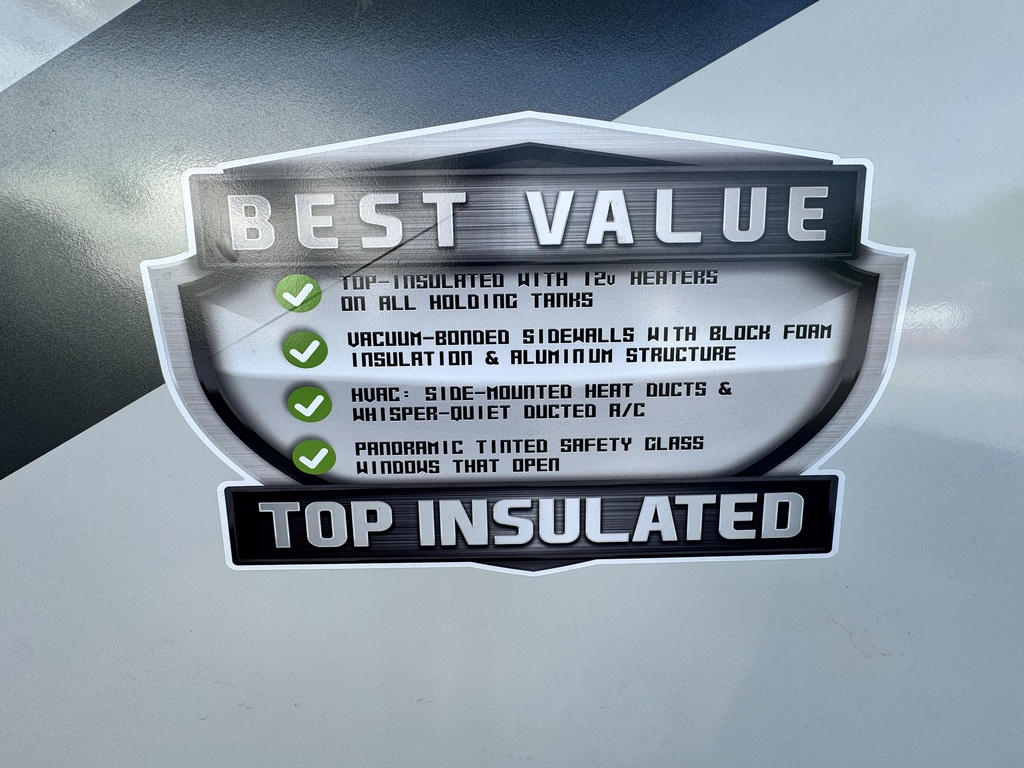 BEST VALUE
TOP-INSULATED WITH 12v HEATERS
ON ALL HOLDING TANKS
VACUUM-BONDED SIDEWALLS WITH BLOCK FOAM
INSULATION & ALUMINUM STRUCTURE
HVAC: SIDE-MOUNTED HEAT DUCTS &
WHISPER-QUIET DUCTED A/C
PANORAMIC TINTED SAFETY GLASS
WINDOWS THAT OPEN
TOP INSULATED